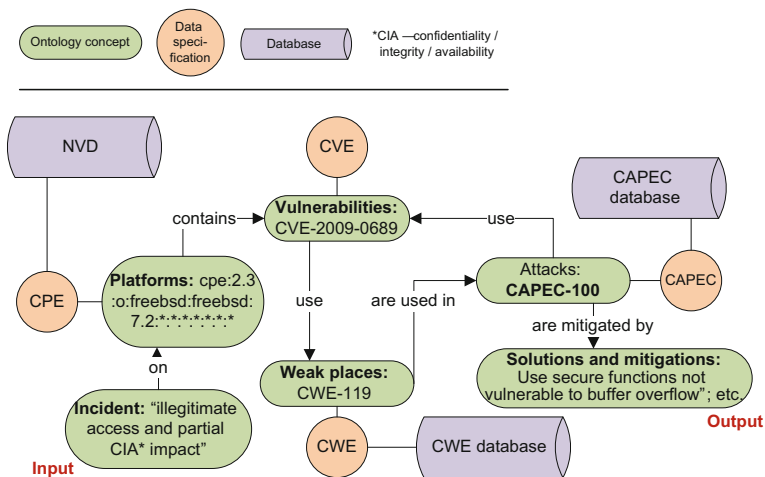 Ontology concept
Data
speci-
fication
Database
*CIA —confidentiality /
integrity / availability
NVD
CVE
CAPEC
database
contains
Vulnerabilities:
CVE-2009-0689
use
Platforms: cpe:2.3
:o:freebsd:freebsd:
7.2:*:*:*:*:*:*:*
CPE
use
are used in
Attacks:
CAPEC-100
CAPEC
are mitigated by
on
Weak places:
CWE-119
Solutions and mitigations:
Use secure functions not
vulnerable to buffer overflow”; etc.
Incident: “illegitimate
access and partial
CIA* impact”
Output
CWE
CWE database
Input